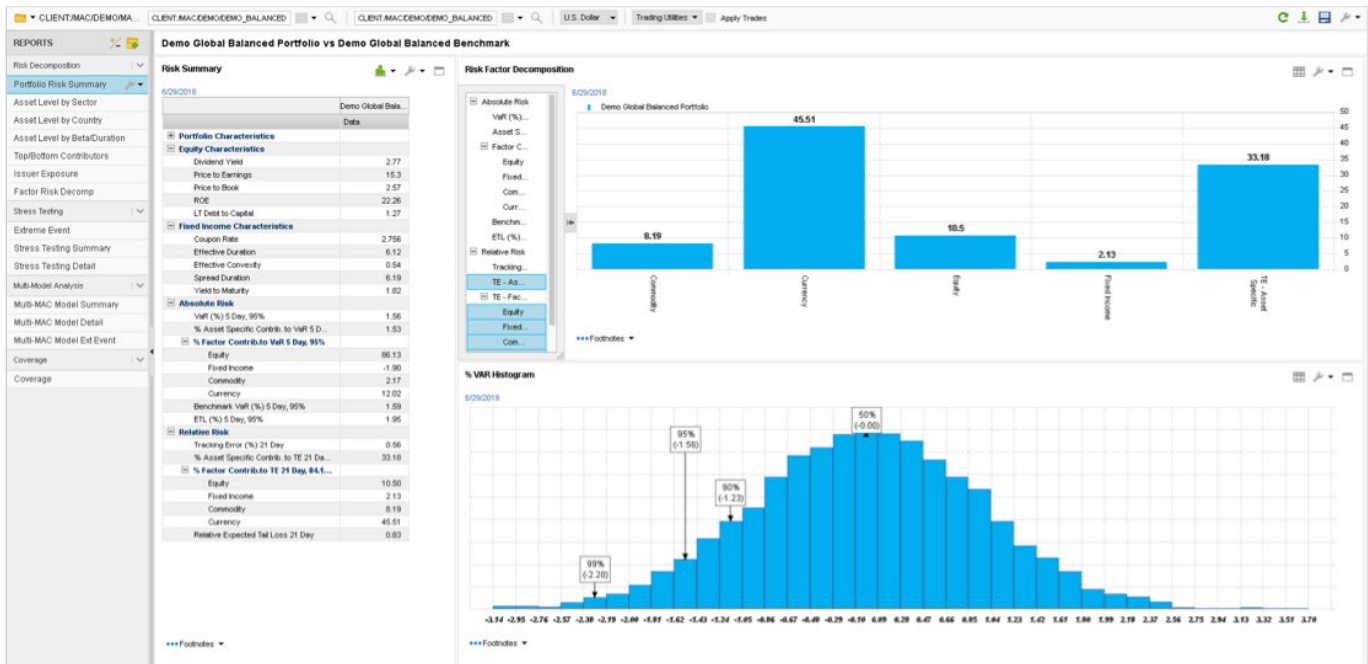 CLIENT:/MAC/DEMO/MA... CLIENT:MAC/DEMO/DEMO_BALANCED CLIENT:MAC/DEMO/DEMO_BALANCED U.S. Dollar Trading Utilities Apply Trades
REPORTS
Risk Decomposition
Portfolio Risk Summary
Asset Level by Sector
Asset Level by Country
Asset Level by Beta/Duration
Top/Bottom Contributors
Issuer Exposure
Factor Risk Decomp
Stress Testing
Extreme Event
Stress Testing Summary
Stress Testing Detail
Multi-Model Analysis
Multi-MAC Model Summary
Multi-MAC Model Detail
Multi-MAC Model Ext Event
Coverage
Coverage
Demo Global Balanced Portfolio vs Demo Global Balanced Benchmark
Risk Summary
6/29/2018
Demo Global Bala...
Data
Portfolio Characteristics
Equity Characteristics
Dividend Yield 2.77
Price to Earnings 15.3
Price to Book 2.57
ROE 22.26
LT Debt to Capital 1.27
Fixed Income Characteristics
Coupon Rate 2.756
Effective Duration 6.12
Effective Convexity 0.54
Spread Duration 6.19
Yield to Maturity 1.82
Absolute Risk
VaR (%) 5 Day, 95% 1.56
% Asset Specific Contrib. to VaR 5 D... 1.53
% Factor Contrib.to VaR 5 Day, 95%
Equity 86.13
Fixed Income -1.90
Commodity 2.17
Currency 12.02
Benchmark VaR (%) 5 Day, 95% 1.59
ETL (%) 5 Day, 95% 1.95
Relative Risk
Tracking Error (%) 21 Day 0.56
% Asset Specific Contrib. to TE 21 Da... 33.18
% Factor Contrib.to TE 21 Day, 84.1...
Equity 10.50
Fixed Income 2.13
Commodity 8.19
Currency 45.51
Relative Expected Tail Loss 21 Day 0.83
Footnotes
Risk Factor Decomposition
Absolute Risk
VaR (%)...
Asset S...
Factor C...
Equity
Fixed...
Com...
Curr...
Benchm...
ETL (%)...
Relative Risk
Tracking...
TE - As...
TE - Fac...
Equity
Fixed...
Com...
6/29/2018
Demo Global Balanced Portfolio
50
45
40
35
30
25
20
15
10
5
0
8.19
45.51
10.5
2.13
33.18
Commodity
Currency
Equity
Fixed Income
TE - Asset Specific
Footnotes
% VAR Histogram
6/29/2018
99%
(-2.20)
95%
(-1.56)
90%
(-1.23)
50%
(-0.00)
-3.14 -2.95 -2.76 -2.57 -2.38 -2.19 -2.00 -1.81 -1.62 -1.43 -1.24 -1.05 -0.86 -0.67 -0.48 -0.29 -0.10 0.09 0.28 0.47 0.66 0.85 1.04 1.23 1.42 1.61 1.80 1.99 2.18 2.37 2.56 2.75 2.94 3.13 3.32 3.51 3.70
Footnotes